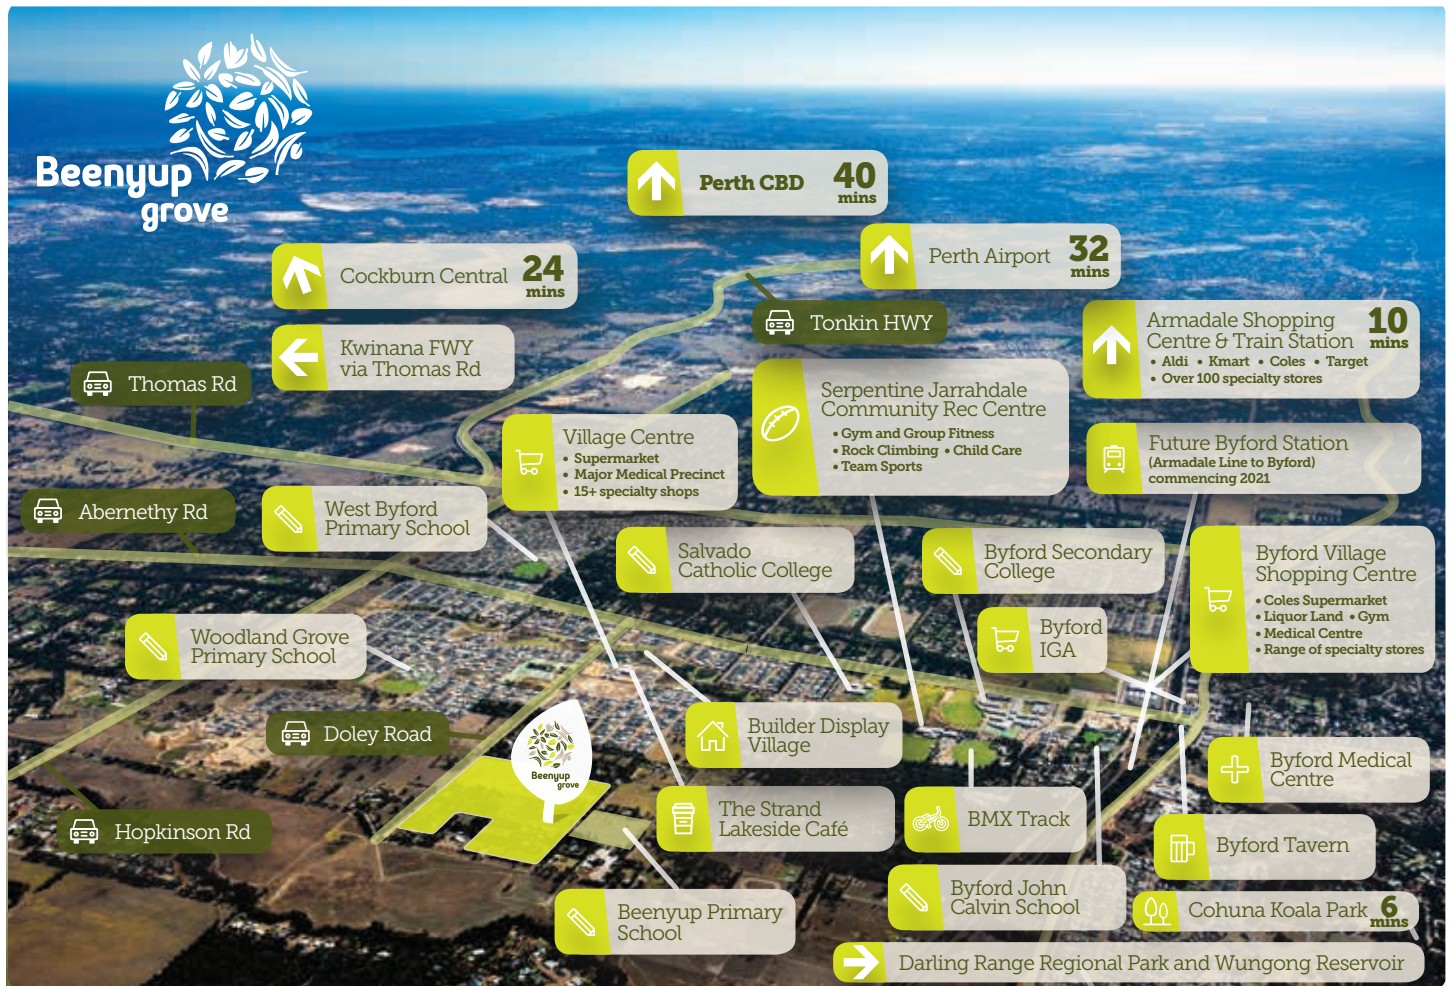 Beenyup
grove
Perth CBD 40
mins
Perth Airport 32
mins
Cockburn Central 24
mins
Tonkin HWY
Kwinana FWY
via Thomas Rd
Thomas Rd
Armadale Shopping
Centre & Train Station 10
mins
• Aldi • Kmart • Coles • Target
• Over 100 specialty stores
Serpentine Jarrahdale
Community Rec Centre
• Gym and Group Fitness
• Rock Climbing • Child Care
• Team Sports
Village Centre
• Supermarket
• Major Medical Precinct
• 15+ specialty shops
Future Byford Station
(Armadale Line to Byford)
commencing 2021
Abernethy Rd
West Byford
Primary School
Salvado
Catholic College
Byford Secondary
College
Byford Village
Shopping Centre
• Coles Supermarket
• Liquor Land • Gym
• Medical Centre
• Range of specialty stores
Byford
IGA
Woodland Grove
Primary School
Doley Road
Beenyup
grove
Builder Display
Village
Byford Medical
Centre
Hopkinson Rd
The Strand
Lakeside Café
BMX Track
Byford Tavern
Byford John
Calvin School
Cohuna Koala Park 6
mins
Beenyup Primary
School
Darling Range Regional Park and Wungong Reservoir